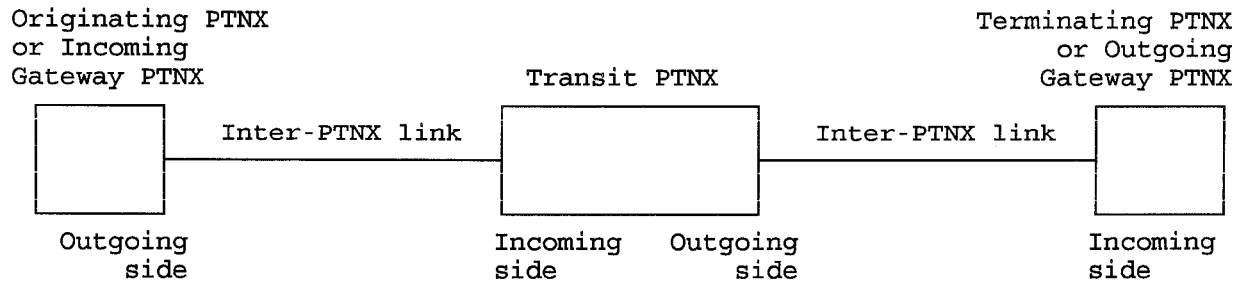 Originating PTNX
or Incoming
Gateway PTNX
Transit PTNX
Terminating PTNX
or Outgoing
Gateway PTNX
Inter-PTNX link
Inter-PTNX link
Outgoing
side
Incoming
side
Outgoing
side
Incoming
side